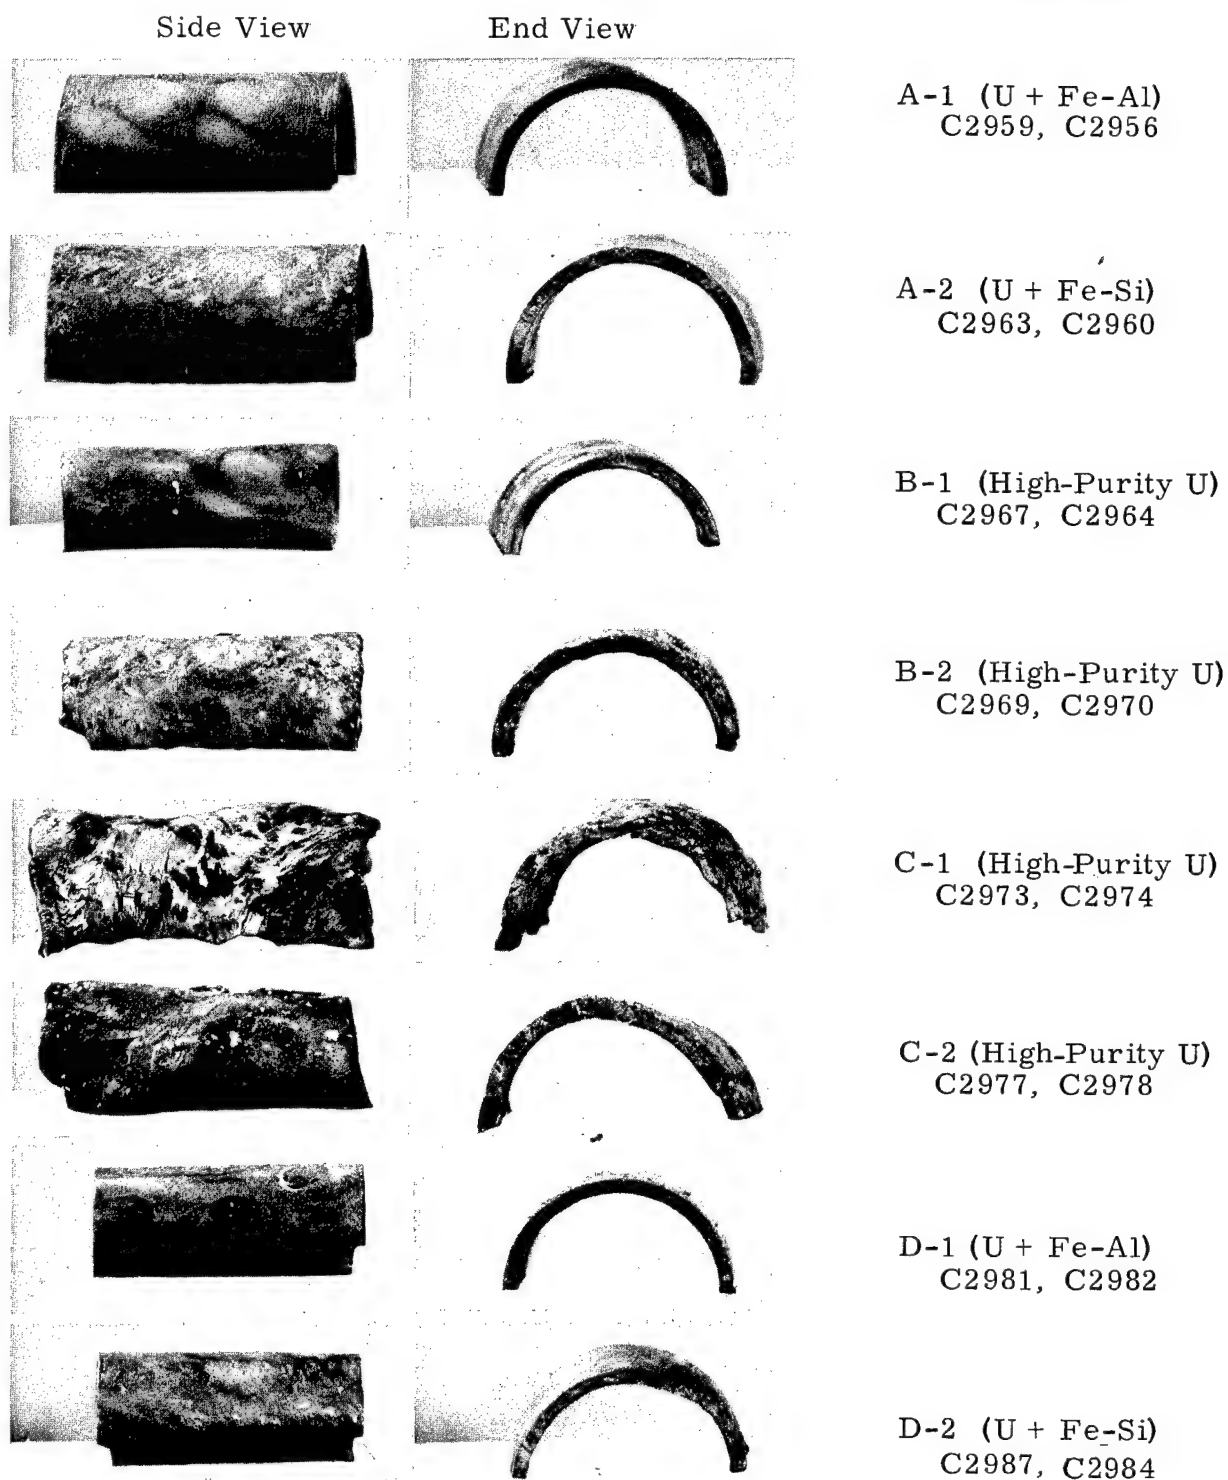 Side View End View
A-1 (U + Fe-Al)
C2959, C2956
A-2 (U + Fe-Si)
C2963, C2960
B-1 (High-Purity U)
C2967, C2964
B-2 (High-Purity U)
C2969, C2970
C-1 (High-Purity U)
C2973, C2974
C-2 (High-Purity U)
C2977, C2978
D-1 (U + Fe-Al)
C2981, C2982
D-2 (U + Fe-Si)
C2987, C2984